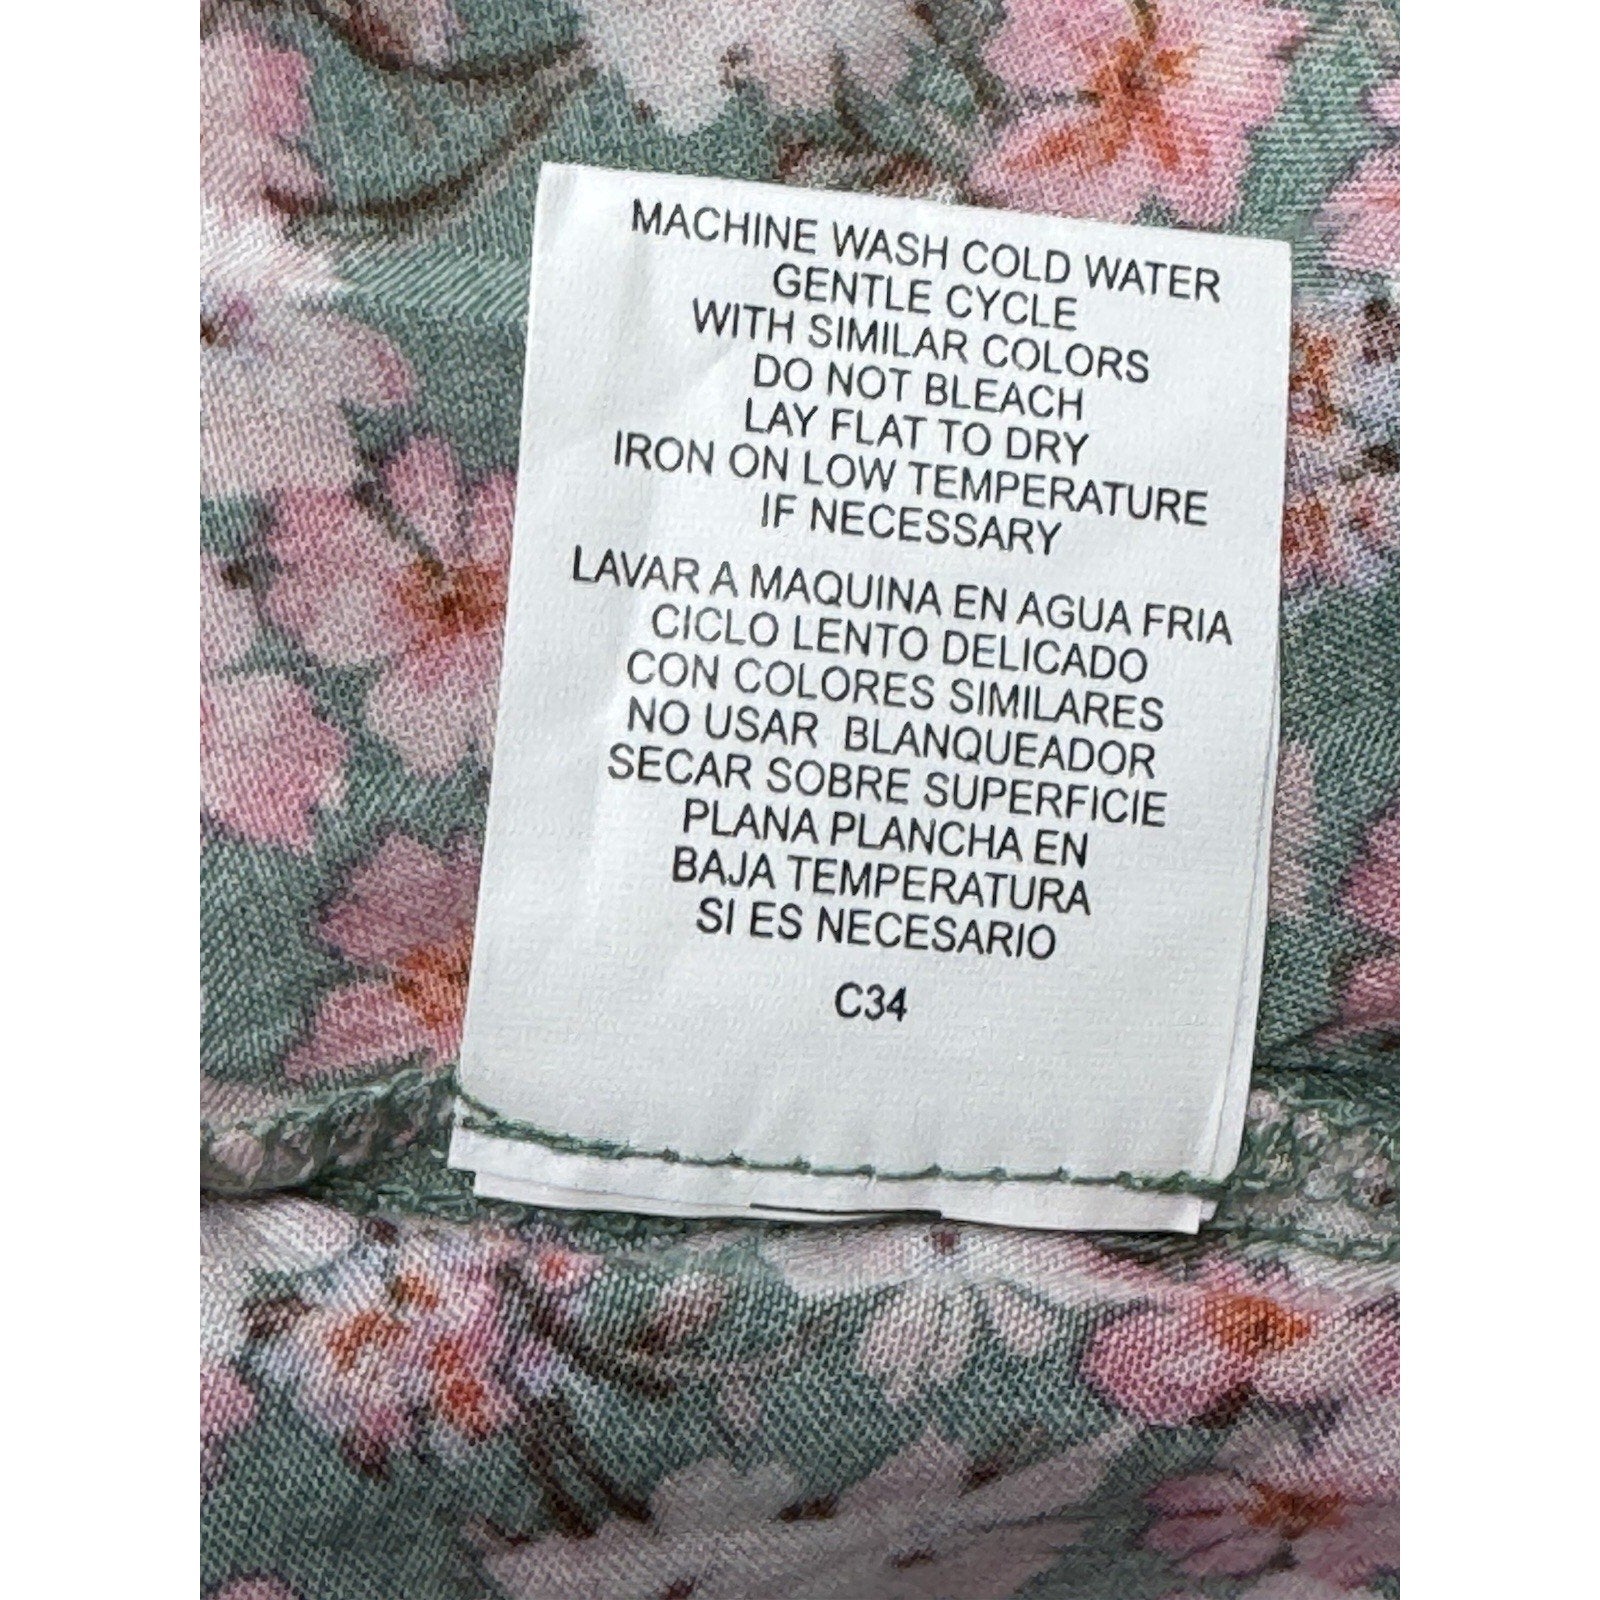 MACHINE WASH COLD WATER
GENTLE CYCLE
WITH SIMILAR COLORS
DO NOT BLEACH
LAY FLAT TO DRY
IRON ON LOW TEMPERATURE
IF NECESSARY
LAVAR A MAQUINA EN AGUA FRIA
CICLO LENTO DELICADO
CON COLORES SIMILARES
NO USAR BLANQUEADOR
SECAR SOBRE SUPERFICIE
PLANA PLANCHA EN
BAJA TEMPERATURA
SI ES NECESARIO
C34